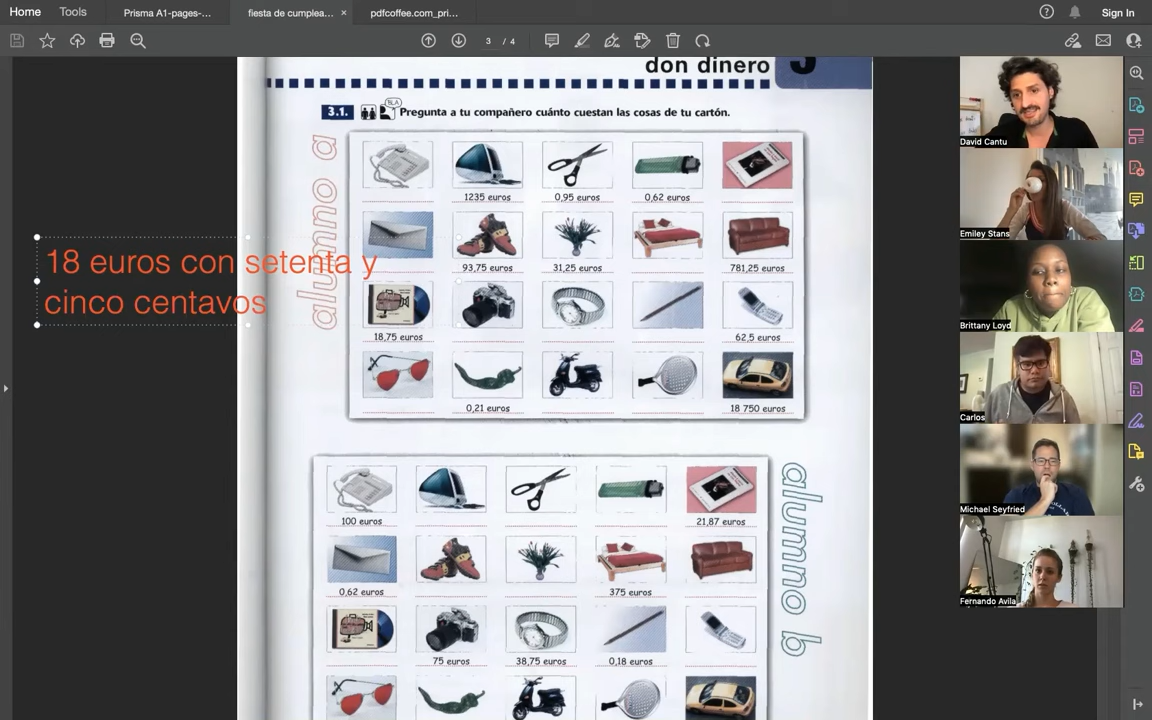 Home Tools Prisma A1-pages-... fiesta de cumplea... × pdfcoffee.com_pri... Sign In
3 / 4
don dinero 3
3.1. BLA Pregunta a tu compañero cuánto cuestan las cosas de tu cartón.
alumno a
1235 euros 0,95 euros 0,62 euros
93,75 euros 31,25 euros 781,25 euros
18,75 euros 62,5 euros
0,21 euros 18 750 euros
18 euros con setenta y
cinco centavos
alumno b
100 euros 21,87 euros
0,62 euros 375 euros
75 euros 38,75 euros 0,18 euros
David Cantu
Emiley Stans
Brittany Loyd
Carlos
Michael Seyfried
Fernando Avila